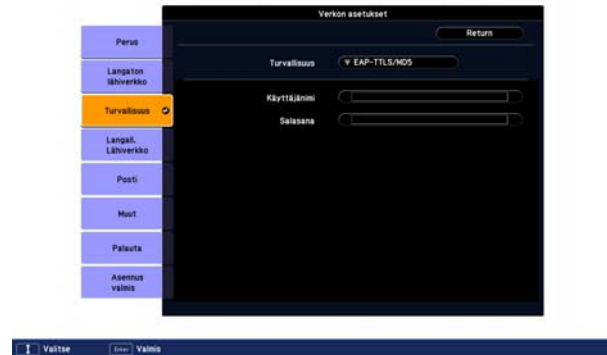 Verkon asetukset
Return
Perus
Langaton
lähiverkko
Turvallisuus
Langall.
Lähiverkko
Posti
Muut
Palauta
Asennus
valmis
Turvallisuus EAP-TTLS/MD5
Käyttäjänimi
Salasana
Valitse Enter Valmis